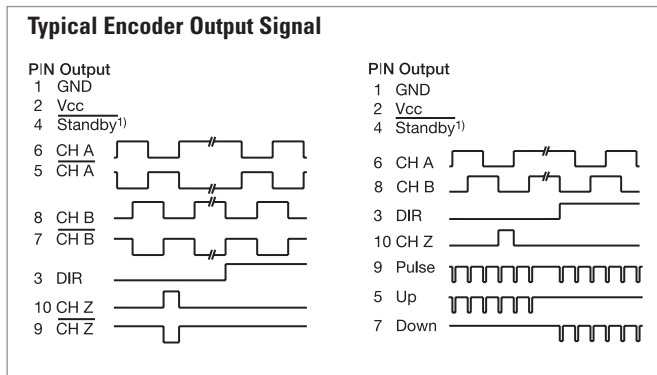 Typical Encoder Output Signal
PIN Output
1 GND
2 Vcc
4 Standby1)
6 CH A
5 CH A
8 CH B
7 CH B
3 DIR
10 CH Z
9 CH Z
PIN Output
1 GND
2 Vcc
4 Standby1)
6 CH A
8 CH B
3 DIR
10 CH Z
9 Pulse
5 Up
7 Down